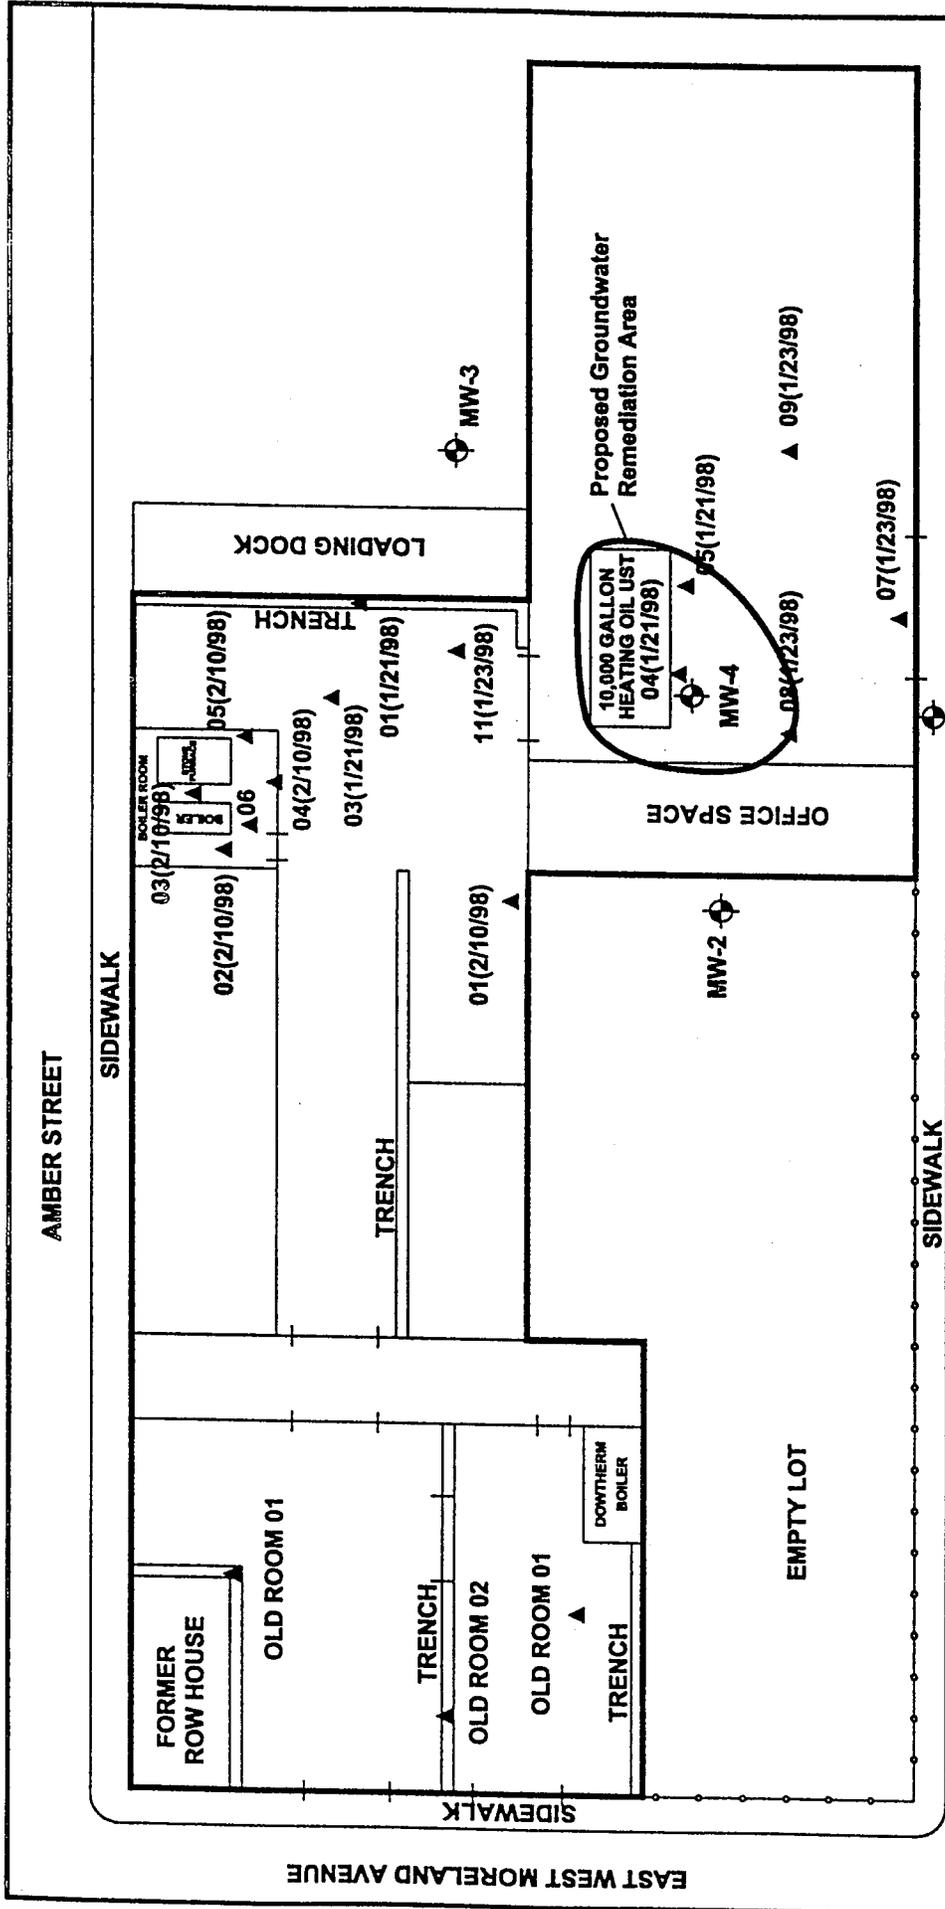 AMBER STREET
SIDEWALK
FORMER
ROW HOUSE
OLD ROOM 01
TRENCH
OLD ROOM 02
OLD ROOM 01
TRENCH
DOWTHERM
BOILER
SIDEWALK
EAST WEST MORELAND AVENUE
TRENCH
EMPTY LOT
SIDEWALK
BOILER ROOM
03(2/10/98)
BOILER
06
02(2/10/98)
05(2/10/98)
04(2/10/98)
03(1/21/98)
01(1/21/98)
11(1/23/98)
01(2/10/98)
TRENCH
LOADING DOCK
MW-3
Proposed Groundwater
Remediation Area
10,000 GALLON
HEATING OIL UST
04(1/21/98)
05(1/21/98)
MW-4
08(1/23/98)
09(1/23/98)
07(1/23/98)
OFFICE SPACE
MW-2